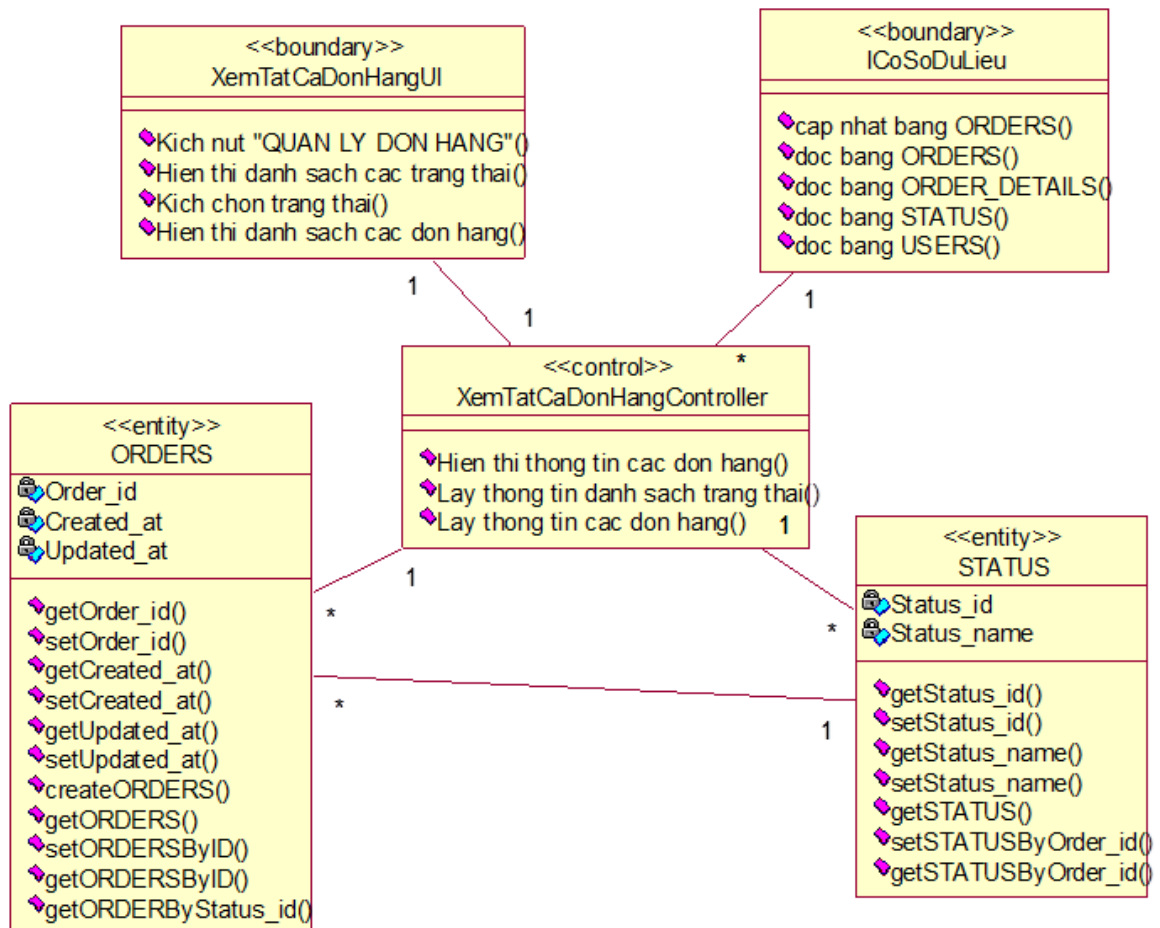 <<boundary>>
XemTatCaDonHangUI
Kich nut "QUAN LY DON HANG"()
Hien thi danh sach cac trang thai()
Kich chon trang thai()
Hien thi danh sach cac don hang()
<<boundary>>
ICoSoDuLieu
cap nhat bang ORDERS()
doc bang ORDERS()
doc bang ORDER_DETAILS()
doc bang STATUS()
doc bang USERS()
1
1
1
*
<<control>>
XemTatCaDonHangController
Hien thi thong tin cac don hang()
Lay thong tin danh sach trang thai()
Lay thong tin cac don hang()
1
1
*
*
<<entity>>
ORDERS
Order_id
Created_at
Updated_at
getOrder_id()
setOrder_id()
getCreated_at()
setCreated_at()
getUpdated_at()
setUpdated_at()
createORDERS()
getORDERS()
setORDERSByID()
getORDERSByID()
getORDERByStatus_id()
*
1
<<entity>>
STATUS
Status_id
Status_name
getStatus_id()
setStatus_id()
getStatus_name()
setStatus_name()
getSTATUS()
setSTATUSByOrder_id()
getSTATUSByOrder_id()